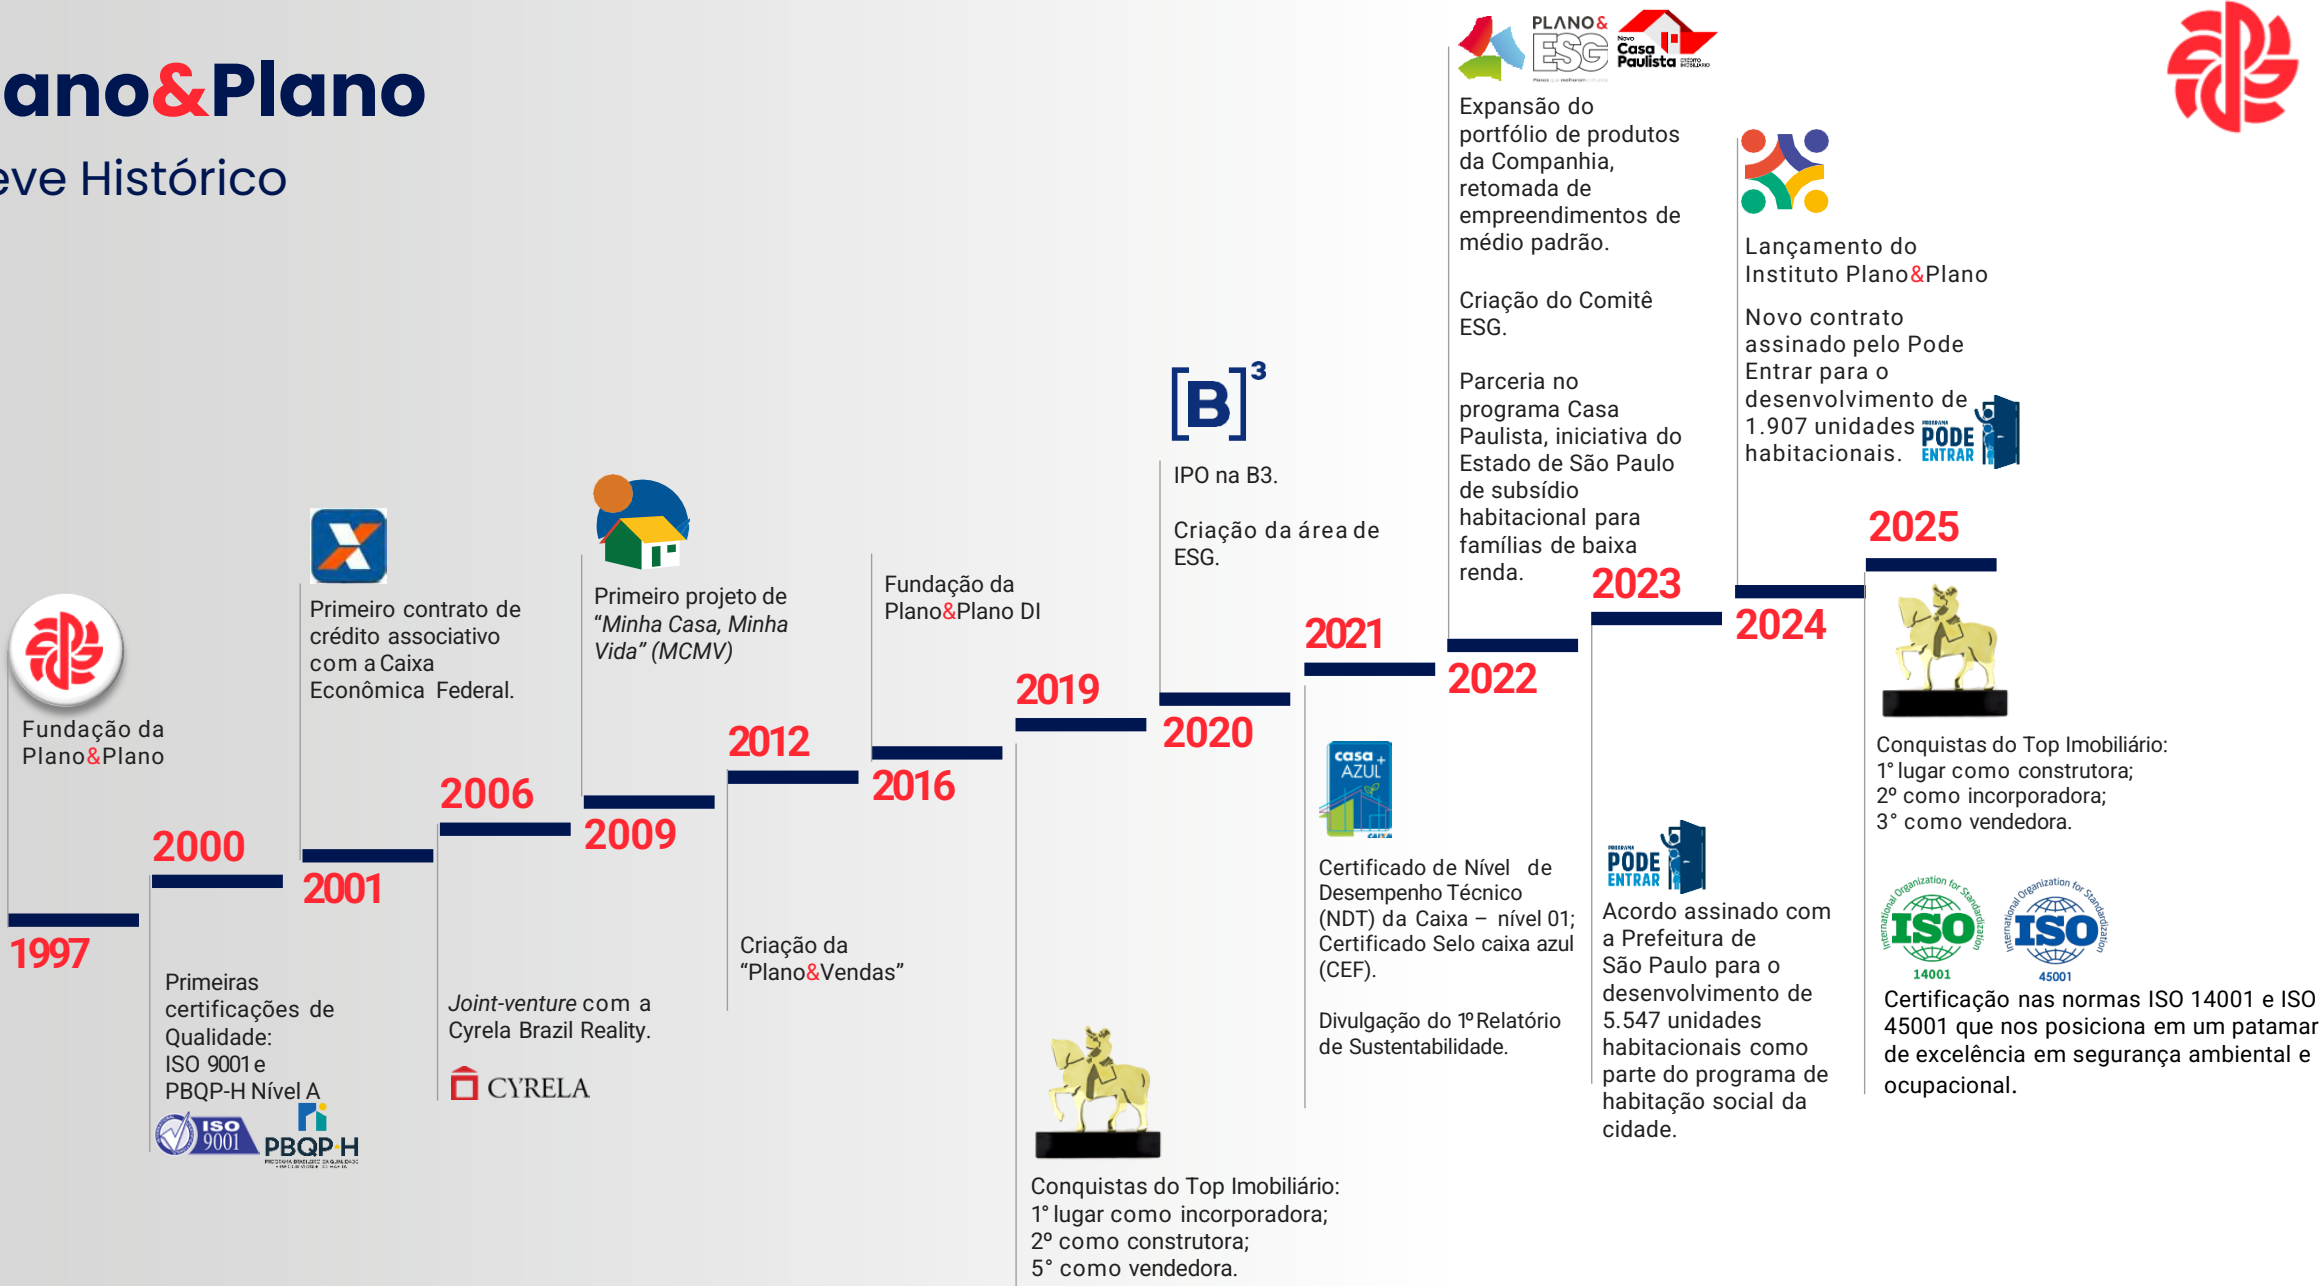 ano&Plano
eve Histórico
1997
Fundação da
Plano&Plano
2000
Primeiras
certificações de
Qualidade:
ISO 9001 e
PBQP-H Nível A
ISO
9001
PBQP-H
2001
Primeiro contrato de
crédito associativo
com a Caixa
Econômica Federal.
2006
Joint-venture com a
Cyrela Brazil Reality.
CYRELA
2009
Primeiro projeto de
“Minha Casa, Minha
Vida” (MCMV)
2012
Criação da
“Plano&Vendas”
2016
Fundação da
Plano&Plano DI
2019
Conquistas do Top Imobiliário:
1° lugar como incorporadora;
2º como construtora;
5° como vendedora.
2020
[B]³
IPO na B3.
Criação da área de
ESG.
2021
casa +
AZUL
CAIXA
Certificado de Nível de
Desempenho Técnico
(NDT) da Caixa – nível 01;
Certificado Selo caixa azul
(CEF).
Divulgação do 1º Relatório
de Sustentabilidade.
2022
PLANO&
ESG
Novo
Casa
Paulista
Expansão do
portfólio de produtos
da Companhia,
retomada de
empreendimentos de
médio padrão.
Criação do Comitê
ESG.
Parceria no
programa Casa
Paulista, iniciativa do
Estado de São Paulo
de subsídio
habitacional para
famílias de baixa
renda.
2023
PROGRAMA
PODE
ENTRAR
Acordo assinado com
a Prefeitura de
São Paulo para o
desenvolvimento de
5.547 unidades
habitacionais como
parte do programa de
habitação social da
cidade.
2024
Lançamento do
Instituto Plano&Plano
Novo contrato
assinado pelo Pode
Entrar para o
desenvolvimento de
1.907 unidades
habitacionais.
PROGRAMA
PODE
ENTRAR
2025
Conquistas do Top Imobiliário:
1° lugar como construtora;
2º como incorporadora;
3° como vendedora.
International Organization for Standardization
ISO
14001
International Organization for Standardization
ISO
45001
Certificação nas normas ISO 14001 e ISO
45001 que nos posiciona em um patamar
de excelência em segurança ambiental e
ocupacional.